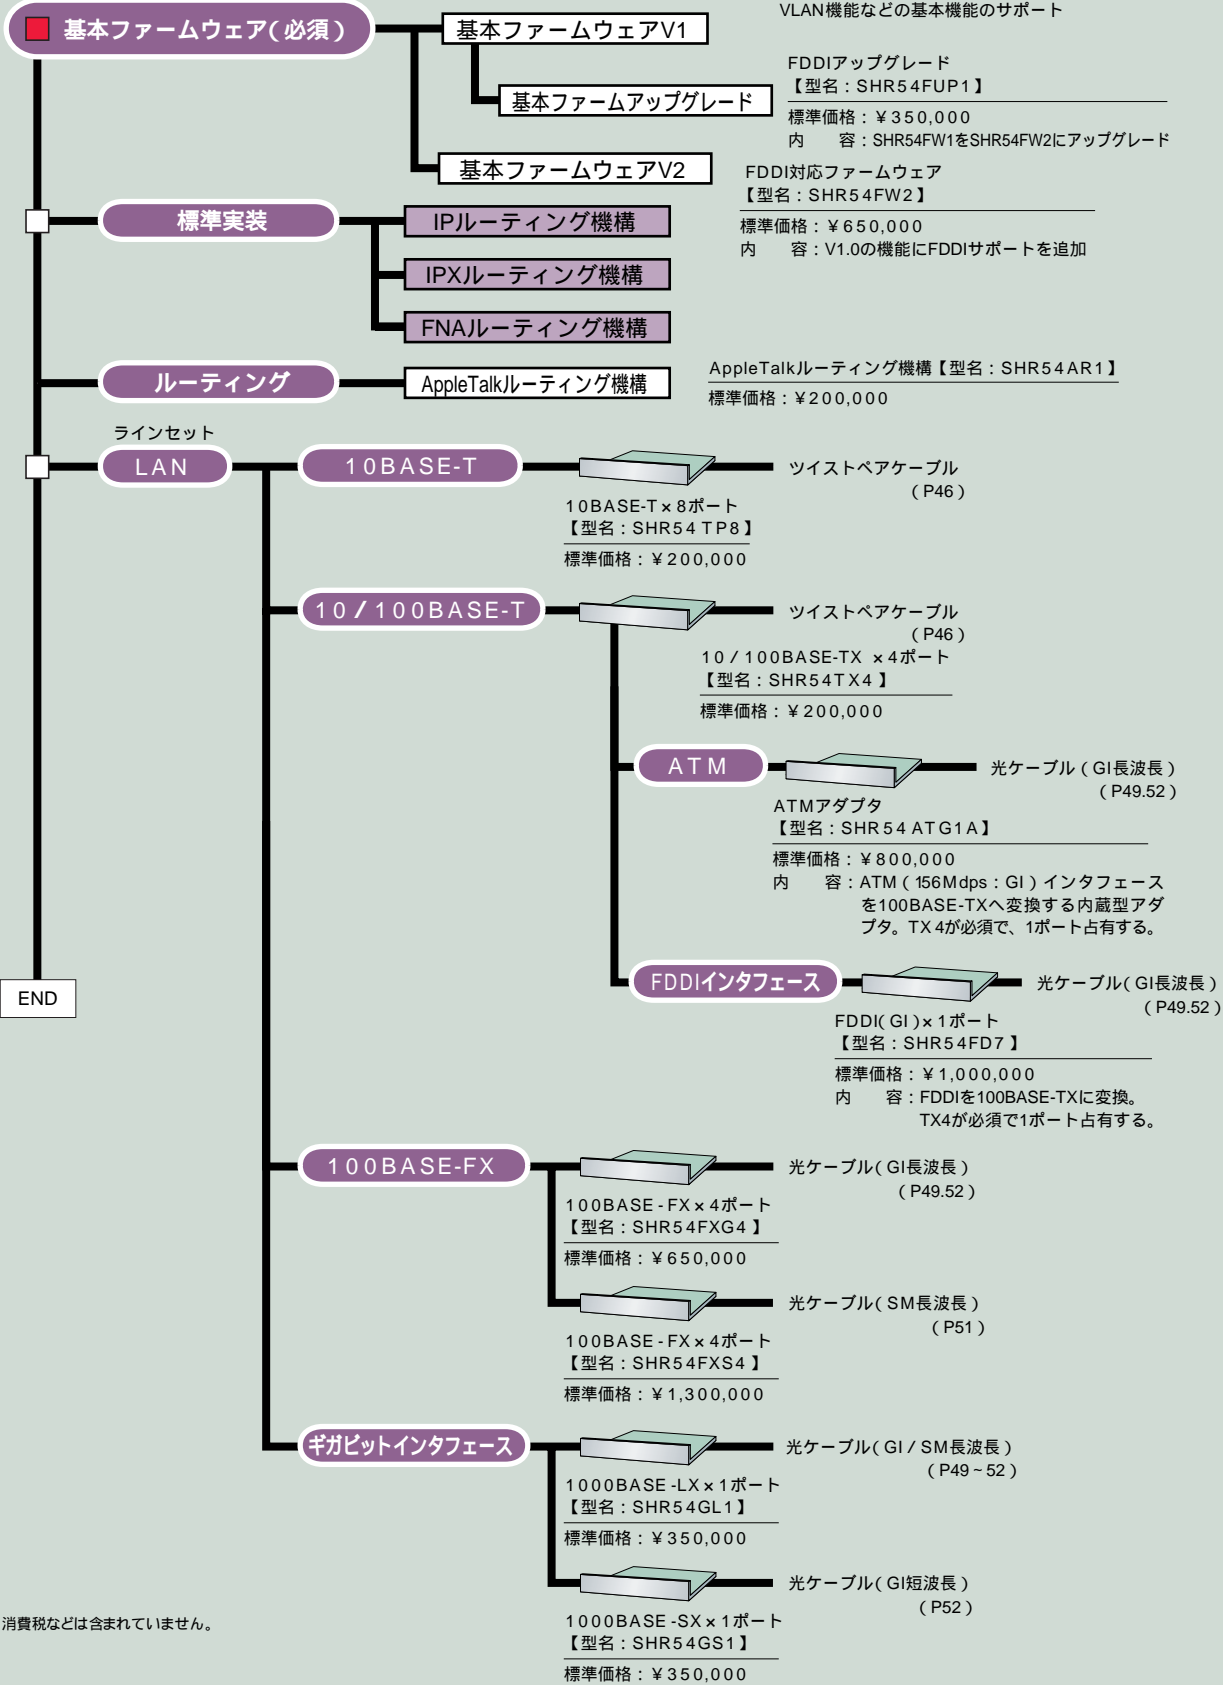 VLAN機能などの基本機能のサポート
基本ファームウェア(必須)
基本ファームウェアV1
FDDIアップグレード
【型名：SHR54FUP1】
標準価格：¥350,000
内　容：SHR54FW1をSHR54FW2にアップグレード
基本ファームアップグレード
基本ファームウェアV2
FDDI対応ファームウェア
【型名：SHR54FW2】
標準価格：¥650,000
内　容：V1.0の機能にFDDIサポートを追加
標準実装
IPルーティング機構
IPXルーティング機構
FNAルーティング機構
ルーティング
AppleTalkルーティング機構
AppleTalkルーティング機構【型名：SHR54AR1】
標準価格：¥200,000
ラインセット
LAN
10BASE-T
ツイストペアケーブル
（P46）
10BASE-T×8ポート
【型名：SHR54TP8】
標準価格：¥200,000
10/100BASE-T
ツイストペアケーブル
（P46）
10/100BASE-TX ×4ポート
【型名：SHR54TX4】
標準価格：¥200,000
ATM
光ケーブル（GI長波長）
（P49.52）
ATMアダプタ
【型名：SHR54ATG1A】
標準価格：¥800,000
内　容：ATM（156Mdps：GI）インタフェース
を100BASE-TXへ変換する内蔵型アダ
プタ。TX4が必須で、1ポート占有する。
END
FDDIインタフェース
光ケーブル(GI長波長)
（P49.52）
FDDI(GI)×1ポート
【型名：SHR54FD7】
標準価格：¥1,000,000
内　容：FDDIを100BASE-TXに変換。
TX4が必須で1ポート占有する。
100BASE-FX
光ケーブル(GI長波長)
（P49.52）
100BASE-FX×4ポート
【型名：SHR54FXG4】
標準価格：¥650,000
光ケーブル(SM長波長)
（P51）
100BASE-FX×4ポート
【型名：SHR54FXS4】
標準価格：¥1,300,000
ギガビットインタフェース
光ケーブル(GI/SM長波長)
（P49~52）
1000BASE-LX×1ポート
【型名：SHR54GL1】
標準価格：¥350,000
光ケーブル(GI短波長)
（P52）
1000BASE-SX×1ポート
【型名：SHR54GS1】
標準価格：¥350,000
消費税などは含まれていません。